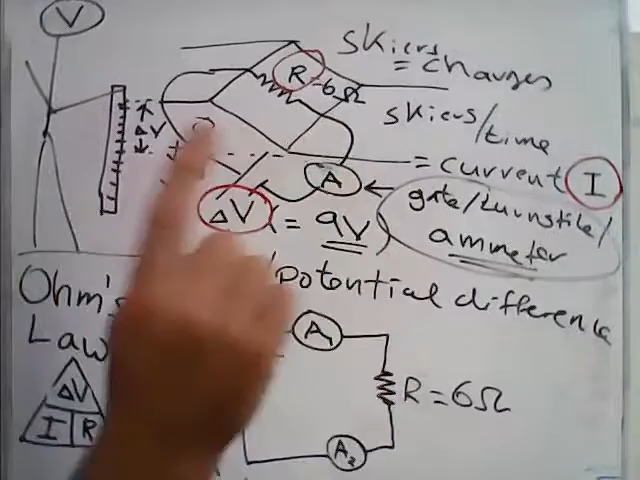 V
skiers
= charges
R=6Ω
ΔV
skiers/time
= current I
A
gate/turnstile/
ammeter
ΔV (= 9V)
potential difference
Ohm's
Law
ΔV
I R
A1
R=6Ω
A2